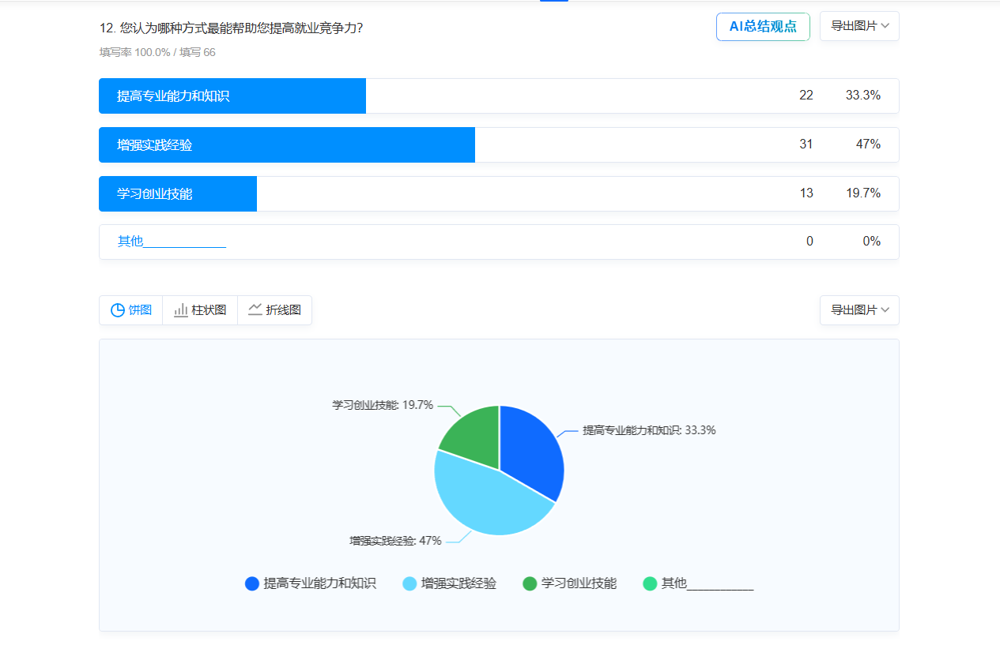 12. 您认为哪种方式最能帮助您提高就业竞争力?
AI总结观点
导出图片
填写率 100.0% / 填写 66
提高专业能力和知识 22 33.3%
增强实践经验 31 47%
学习创业技能 13 19.7%
其他____________ 0 0%
饼图 柱状图 折线图
导出图片
学习创业技能: 19.7%
提高专业能力和知识: 33.3%
增强实践经验: 47%
提高专业能力和知识 增强实践经验 学习创业技能 其他____________